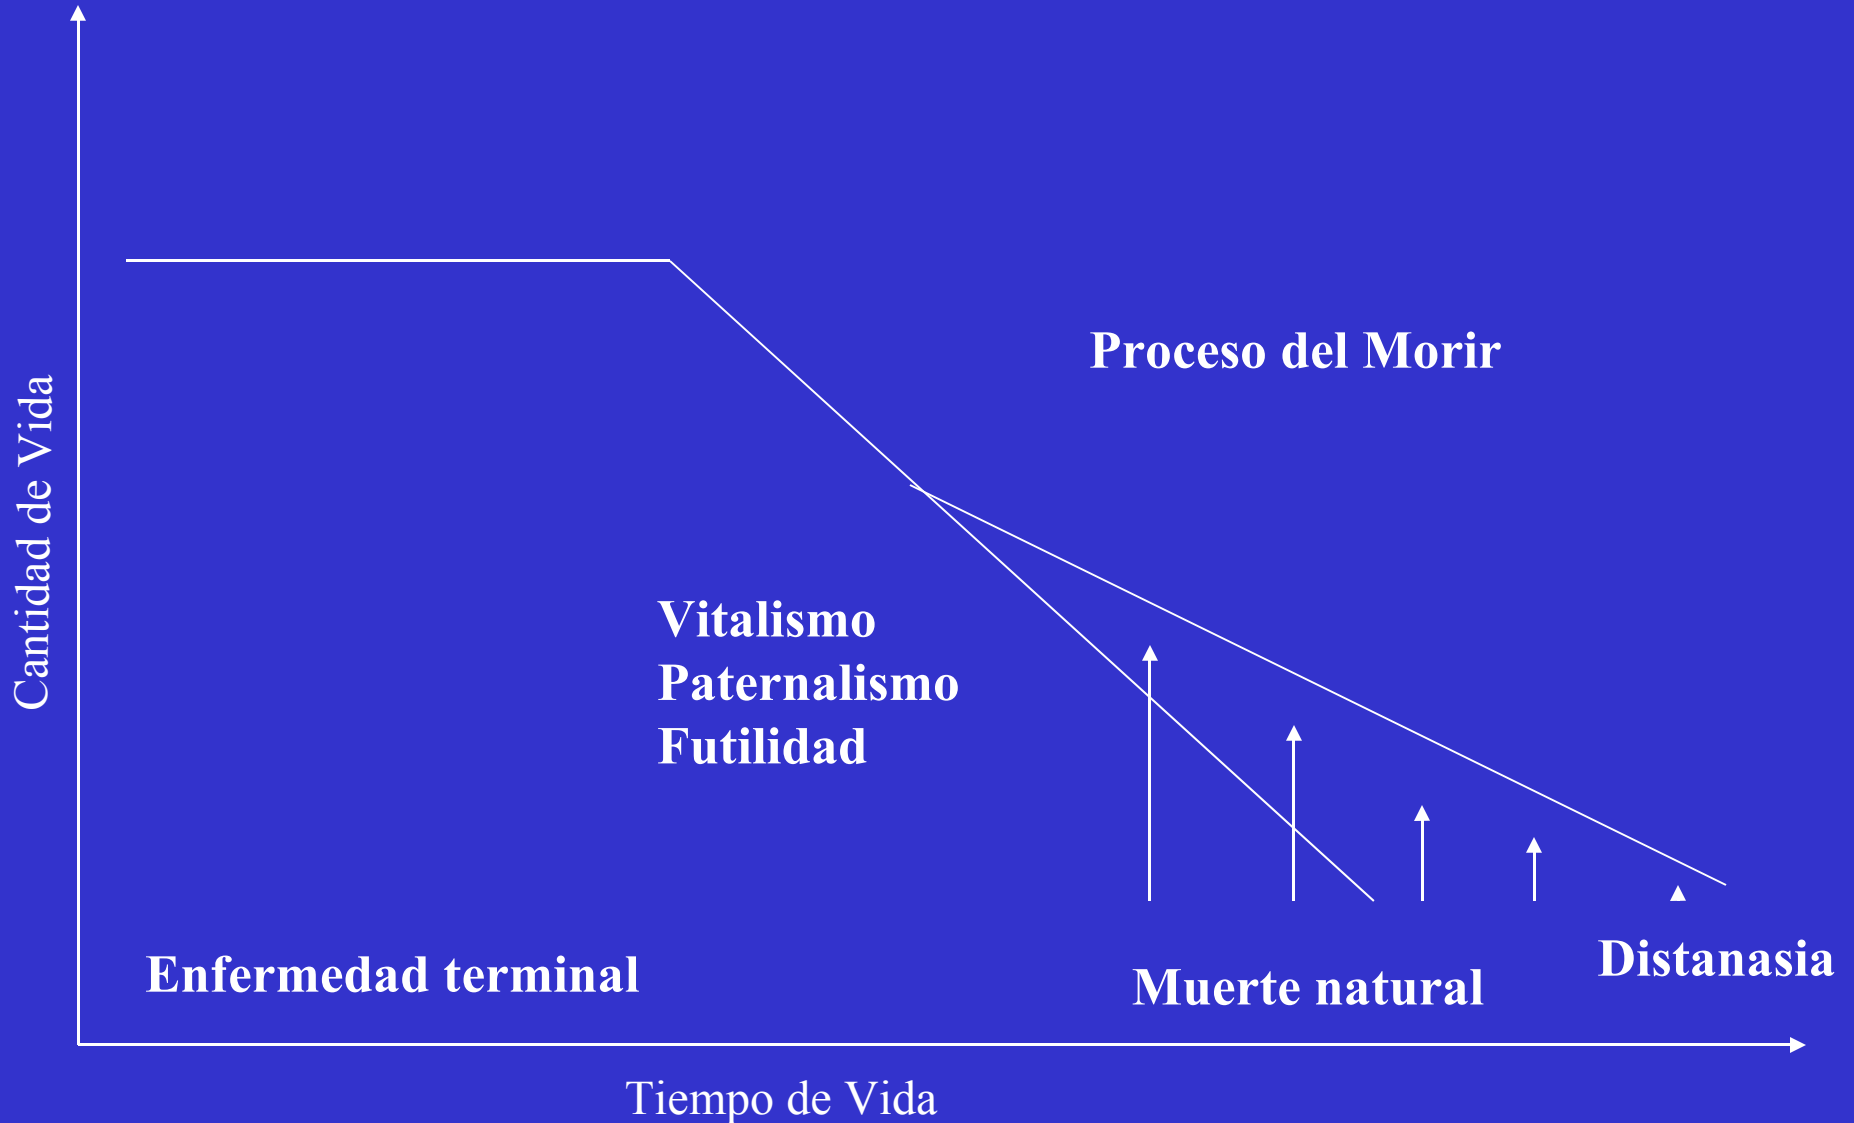 Proceso del Morir
Cantidad de Vida
Vitalismo
Paternalismo
Futilidad
Enfermedad terminal
Muerte natural
Distanasia
Tiempo de Vida